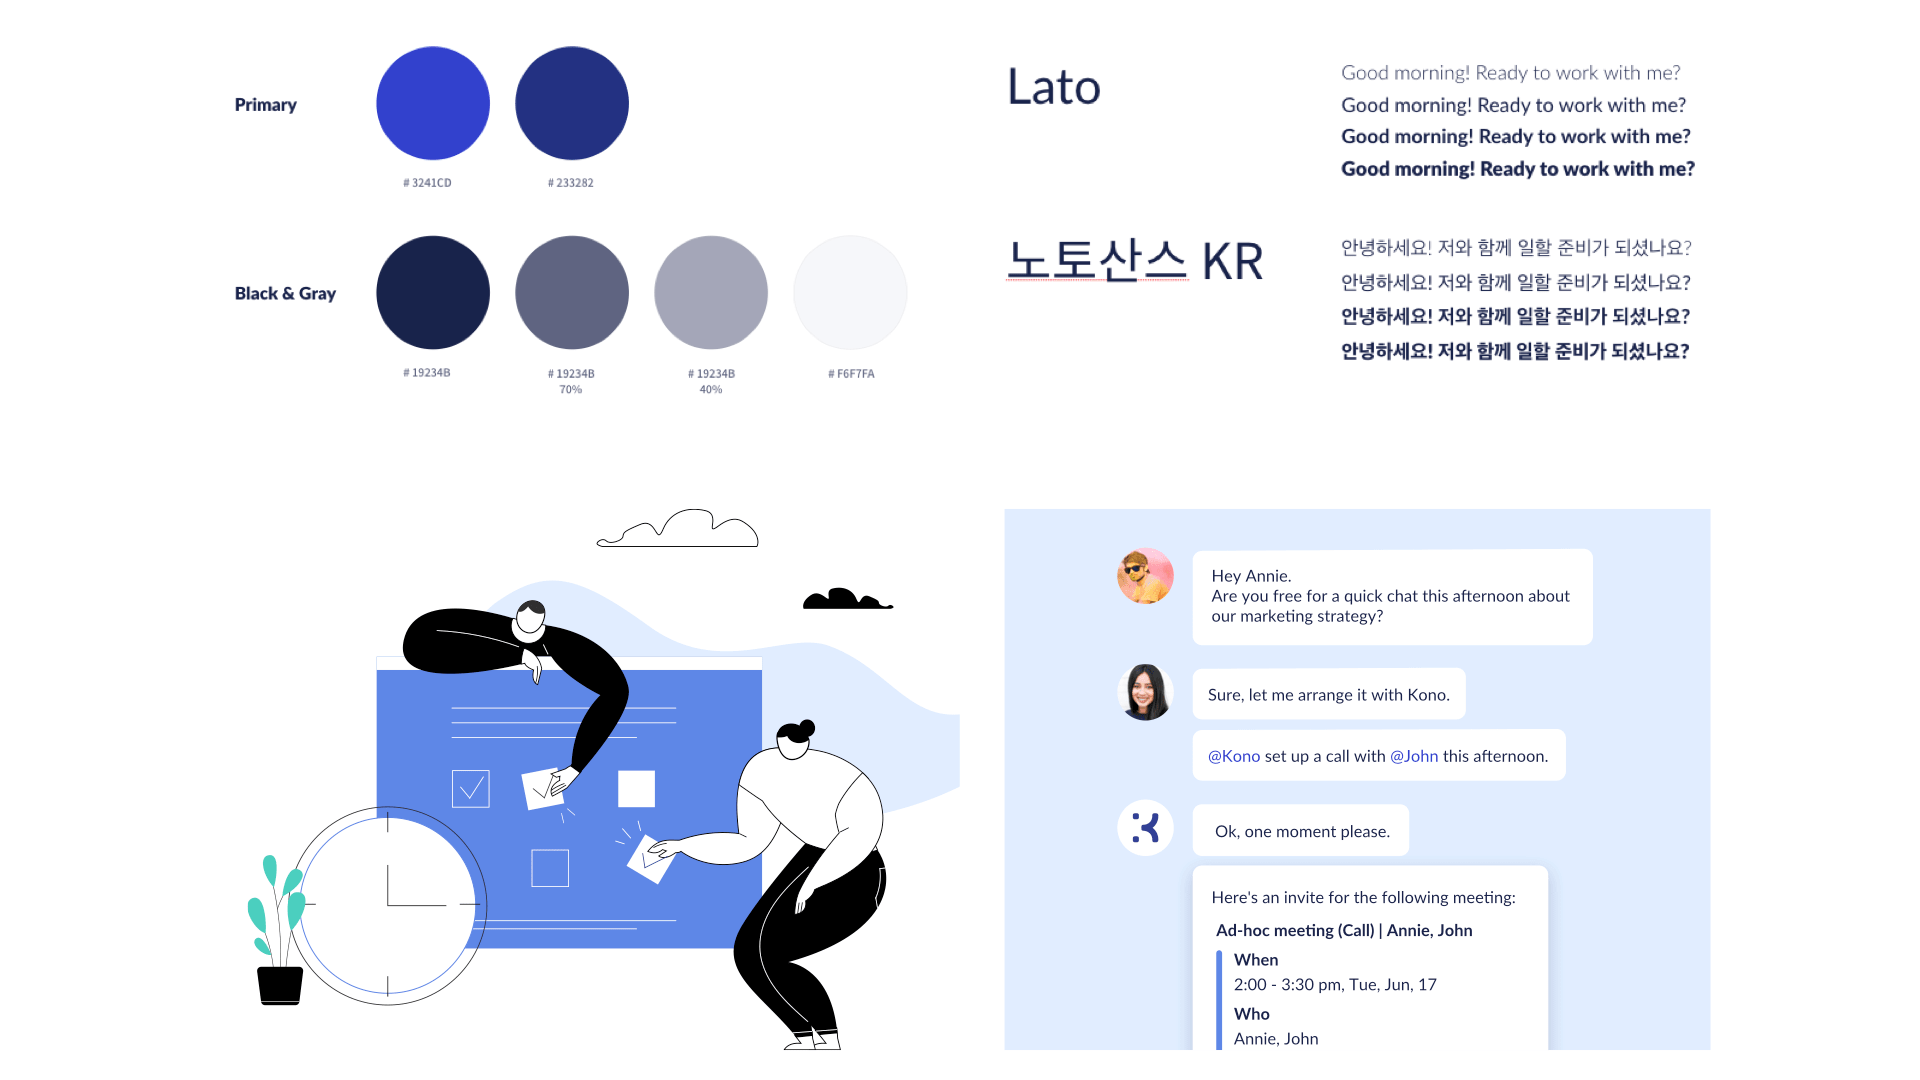 Primary
# 3241CD
# 233282
Black & Gray
# 19234B
# 19234B
70%
# 19234B
40%
# F6F7FA
Lato
Good morning! Ready to work with me?
Good morning! Ready to work with me?
Good morning! Ready to work with me?
Good morning! Ready to work with me?
노토산스 KR
안녕하세요! 저와 함께 일할 준비가 되셨나요?
안녕하세요! 저와 함께 일할 준비가 되셨나요?
안녕하세요! 저와 함께 일할 준비가 되셨나요?
안녕하세요! 저와 함께 일할 준비가 되셨나요?
Hey Annie.
Are you free for a quick chat this afternoon about
our marketing strategy?
Sure, let me arrange it with Kono.
@Kono set up a call with @John this afternoon.
Ok, one moment please.
Here's an invite for the following meeting:
Ad-hoc meeting (Call) | Annie, John
When
2:00 - 3:30 pm, Tue, Jun, 17
Who
Annie, John